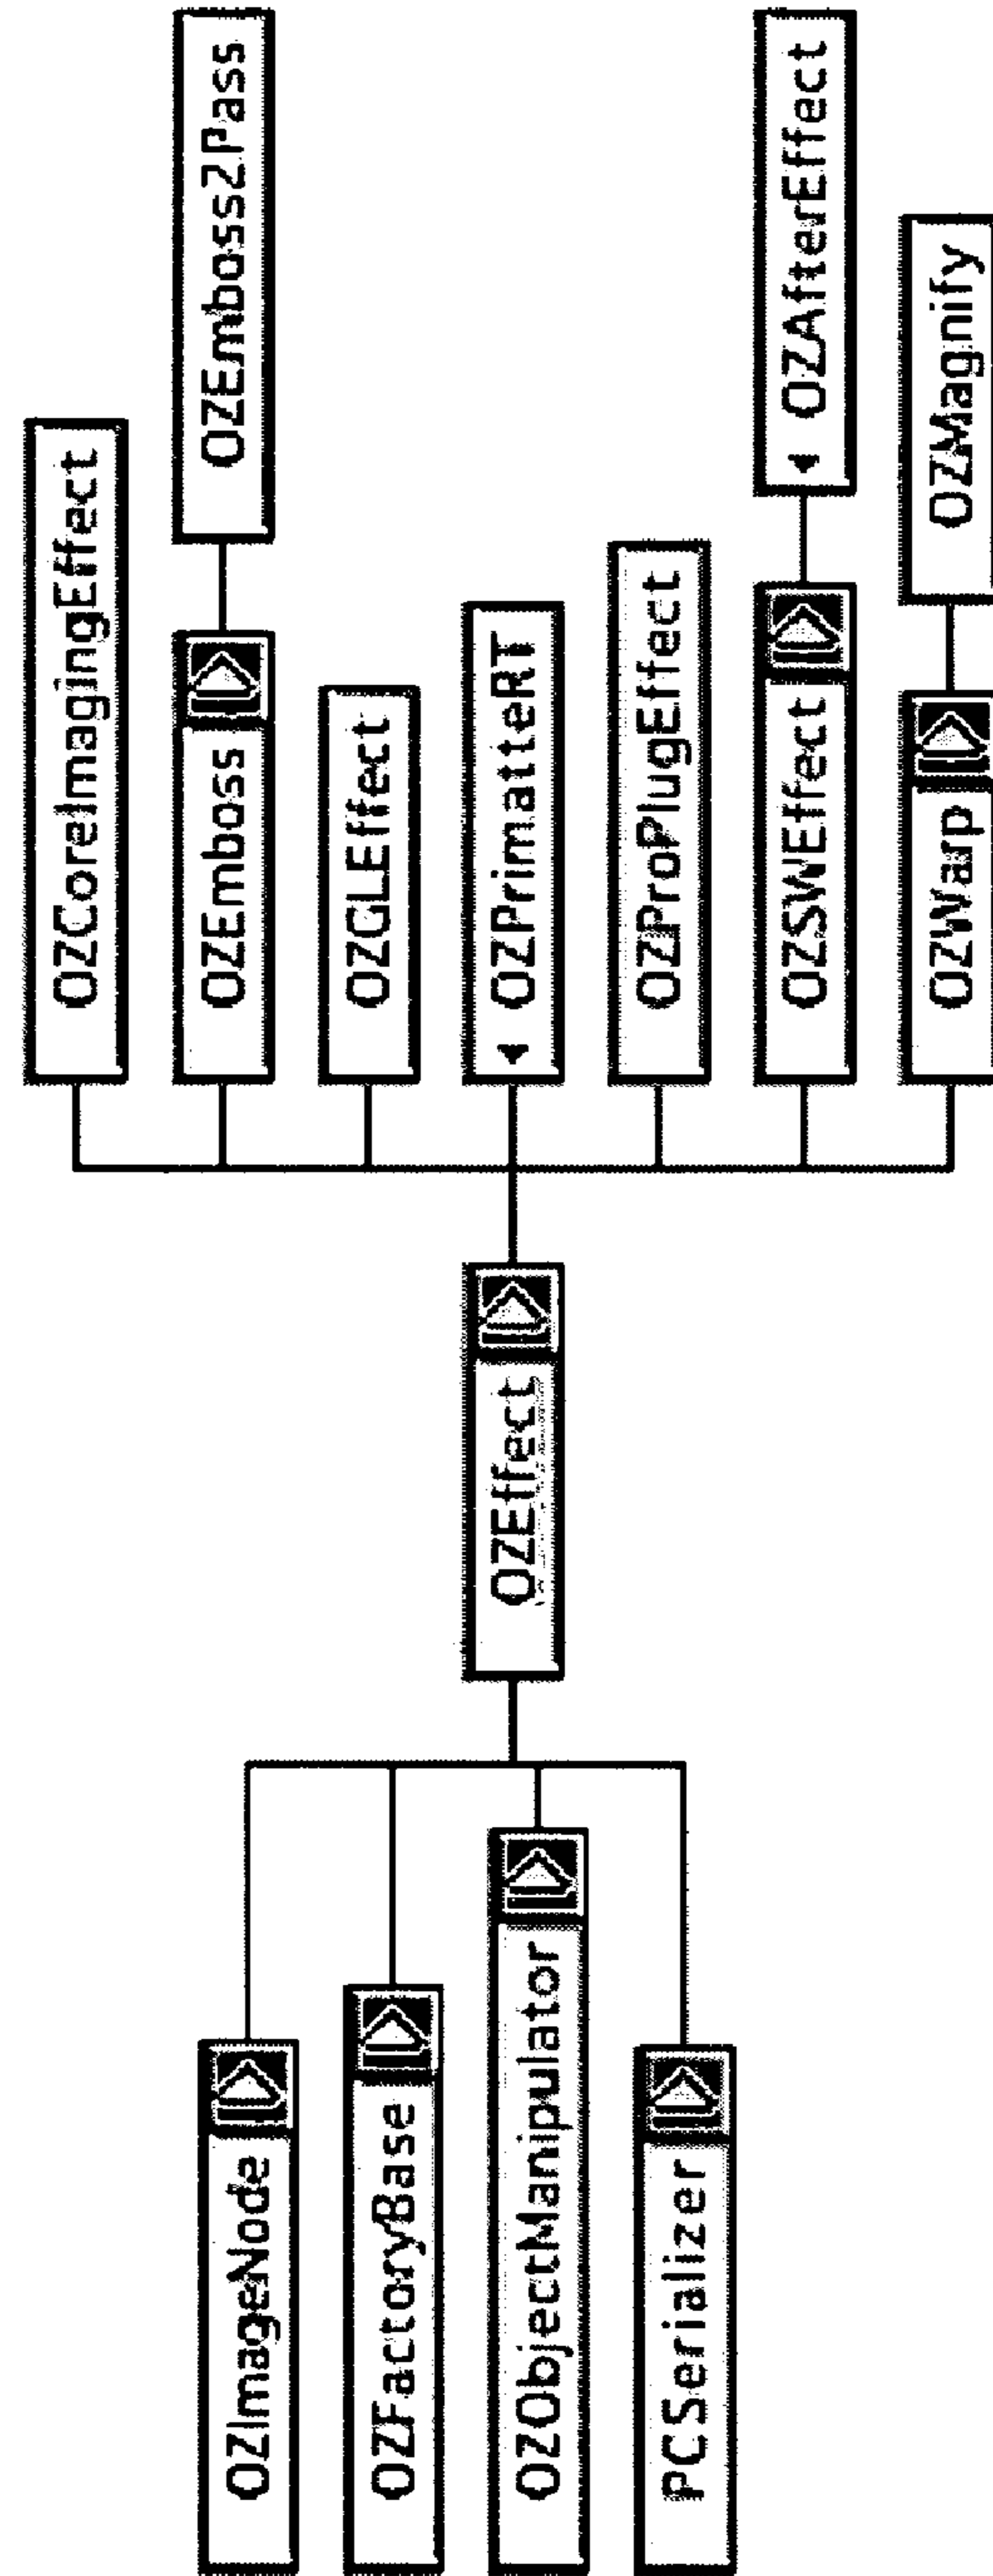 OZImageNode
OZFactoryBase
OZObjectManipulator
PCSerializer
OZEffect
OZCoreImagingEffect
OZEmboss
OZEmboss2Pass
OZGLEffect
OZPrimatteRT
OZProPlugEffect
OZSWEffect
OZAfterEffect
OZWarp
OZMagnify